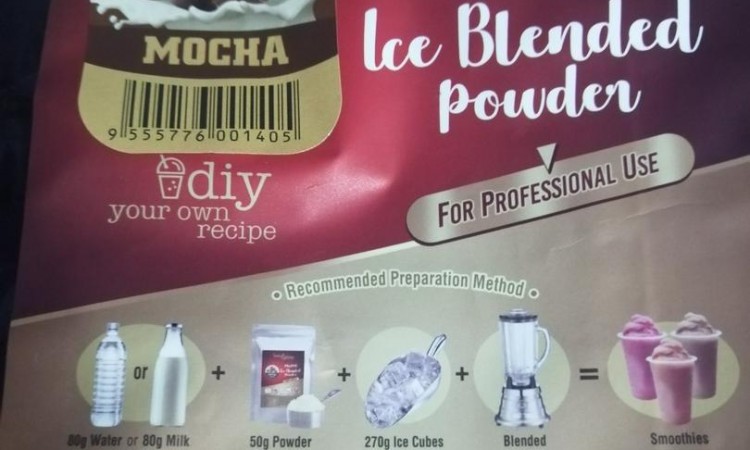 MOCHA
9 555776 001405
Ice Blended
powder
FOR PROFESSIONAL USE
diy
your own
recipe
• Recommended Preparation Method •
or + + + =
80g Water or 80g Milk
50g Powder
270g Ice Cubes
Blended
Smoothies